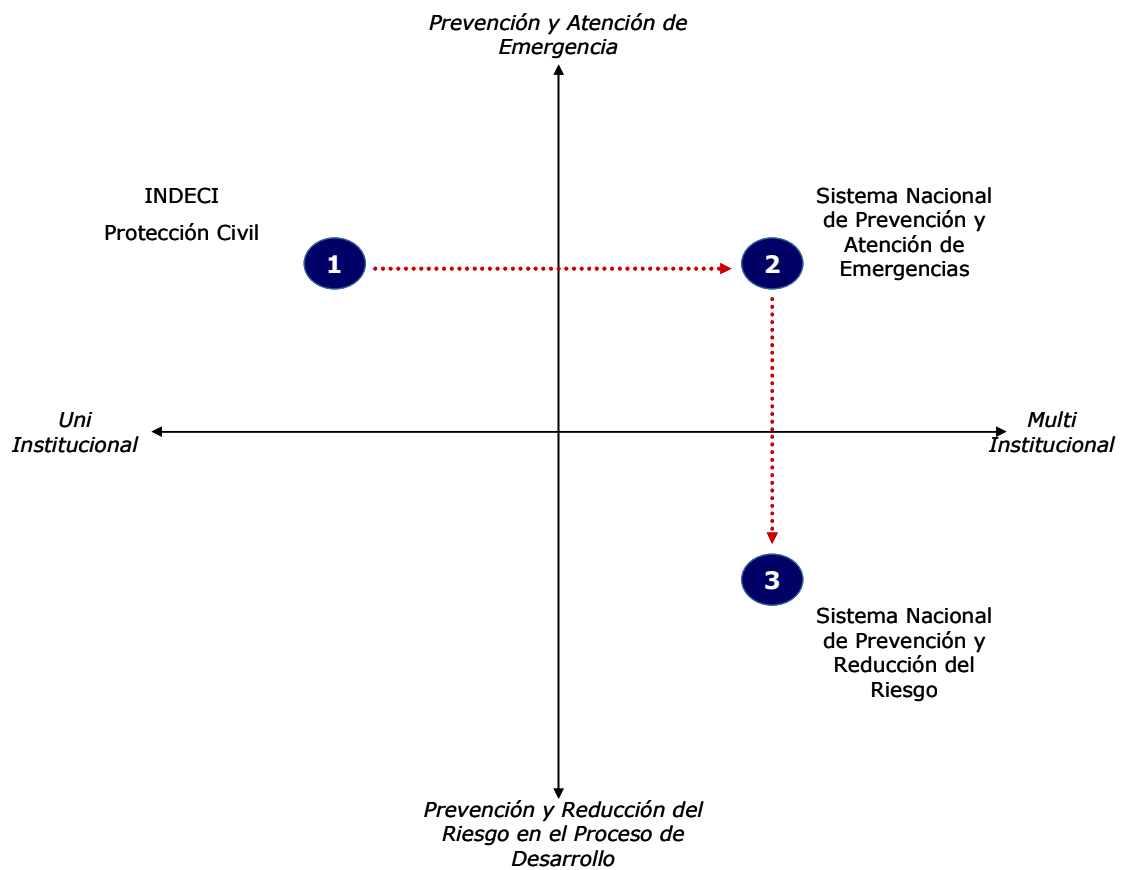 Prevención y Atención de
Emergencia
INDECI
Protección Civil
1
2
Sistema Nacional
de Prevención y
Atención de
Emergencias
Uni
Institucional
Multi
Institucional
3
Sistema Nacional
de Prevención y
Reducción del
Riesgo
Prevención y Reducción del
Riesgo en el Proceso de
Desarrollo